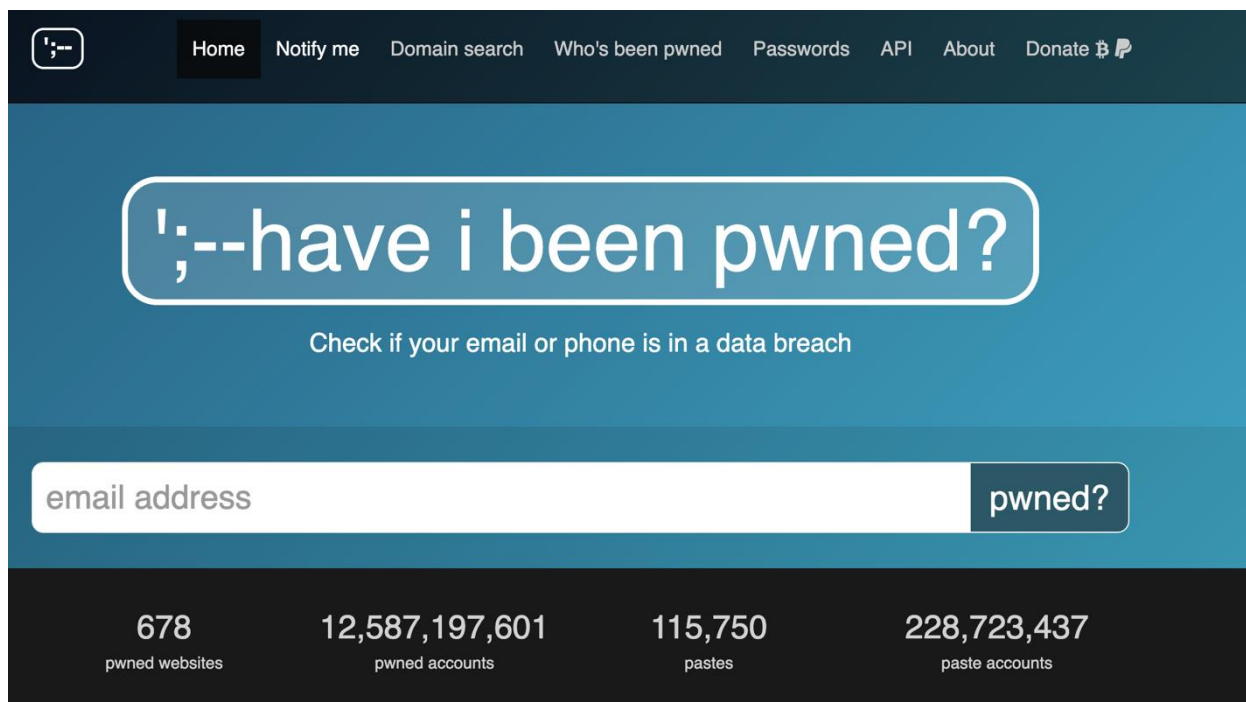 ';--
Home Notify me Domain search Who's been pwned Passwords API About Donate
';--have i been pwned?
Check if your email or phone is in a data breach
email address pwned?
678 12,587,197,601 115,750 228,723,437
pwned websites pwned accounts pastes paste accounts